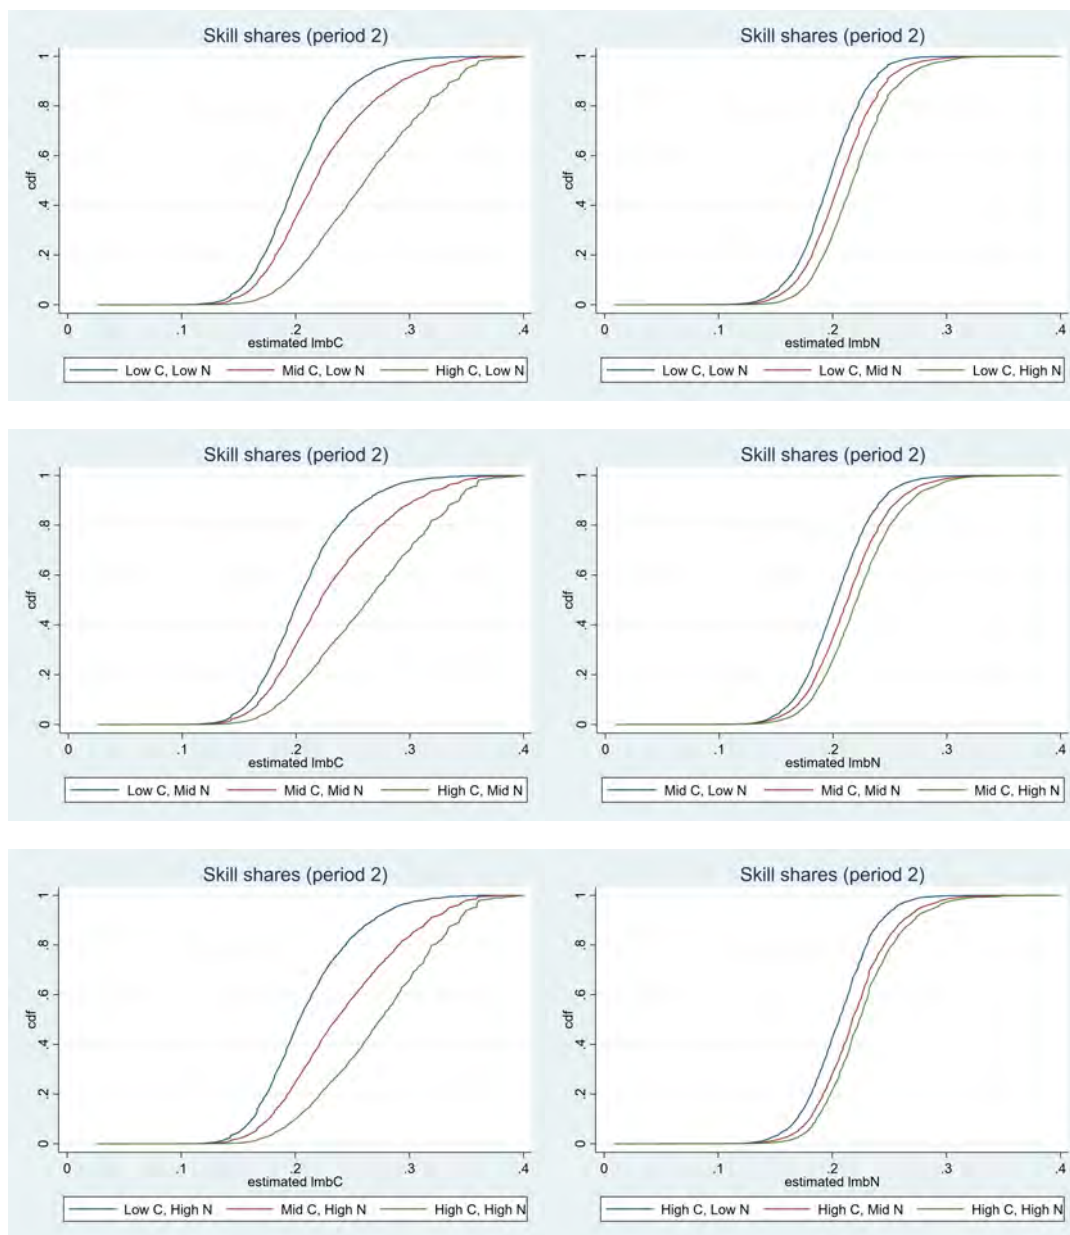 Skill shares (period 2)
cdf
1
.8
.6
.4
.2
0
0 .1 .2 .3 .4
estimated lmbC
Low C, Low N Mid C, Low N High C, Low N
Skill shares (period 2)
cdf
1
.8
.6
.4
.2
0
0 .1 .2 .3 .4
estimated lmbN
Low C, Low N Low C, Mid N Low C, High N
Skill shares (period 2)
cdf
1
.8
.6
.4
.2
0
0 .1 .2 .3 .4
estimated lmbC
Low C, Mid N Mid C, Mid N High C, Mid N
Skill shares (period 2)
cdf
1
.8
.6
.4
.2
0
0 .1 .2 .3 .4
estimated lmbN
Mid C, Low N Mid C, Mid N Mid C, High N
Skill shares (period 2)
cdf
1
.8
.6
.4
.2
0
0 .1 .2 .3 .4
estimated lmbC
Low C, High N Mid C, High N High C, High N
Skill shares (period 2)
cdf
1
.8
.6
.4
.2
0
0 .1 .2 .3 .4
estimated lmbN
High C, Low N High C, Mid N High C, High N